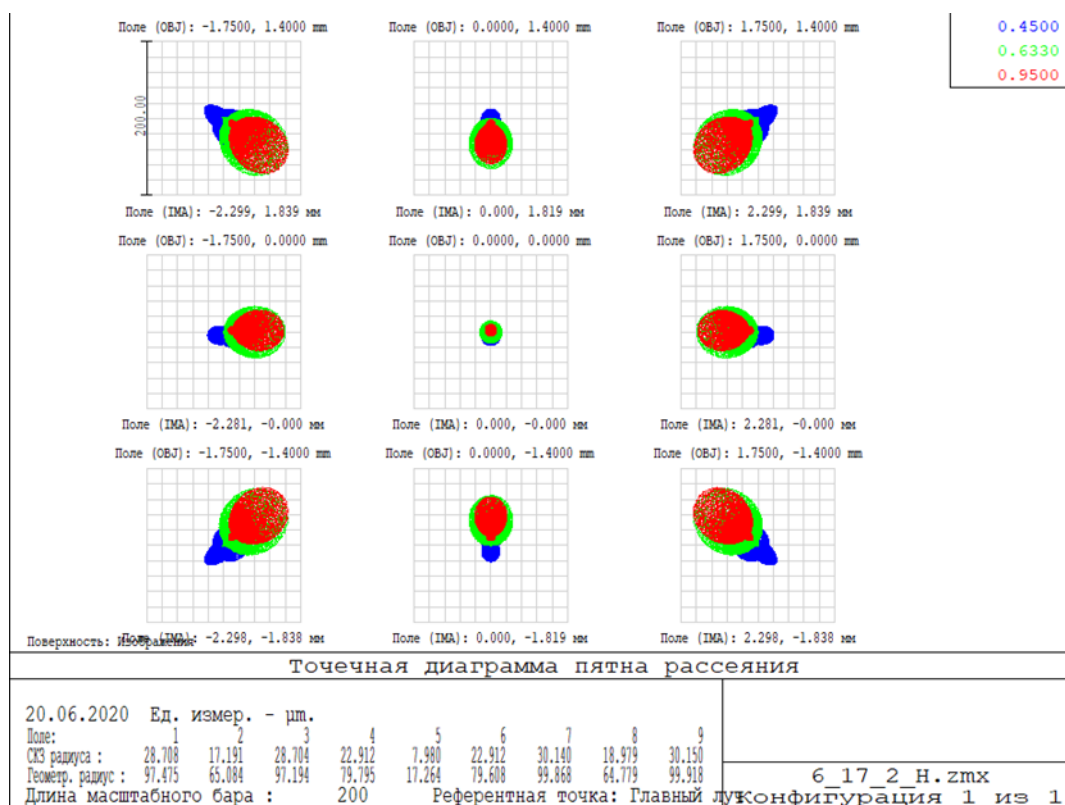 Поле (OBJ): -1.7500, 1.4000 mm
Поле (OBJ): 0.0000, 1.4000 mm
Поле (OBJ): 1.7500, 1.4000 mm
0.4500
0.6330
0.9500
200.00
Поле (IMA): -2.299, 1.839 мм
Поле (IMA): 0.000, 1.819 мм
Поле (IMA): 2.299, 1.839 мм
Поле (OBJ): -1.7500, 0.0000 mm
Поле (OBJ): 0.0000, 0.0000 mm
Поле (OBJ): 1.7500, 0.0000 mm
Поле (IMA): -2.281, -0.000 мм
Поле (IMA): 0.000, -0.000 мм
Поле (IMA): 2.281, -0.000 мм
Поле (OBJ): -1.7500, -1.4000 mm
Поле (OBJ): 0.0000, -1.4000 mm
Поле (OBJ): 1.7500, -1.4000 mm
Поверхность: Изображения
Поле (IMA): -2.298, -1.838 мм
Поле (IMA): 0.000, -1.819 мм
Поле (IMA): 2.298, -1.838 мм
Точечная диаграмма пятна рассеяния
20.06.2020 Ед. измер. - µm.
Поле: 1 2 3 4 5 6 7 8 9
СКЗ радиуса : 28.708 17.191 28.704 22.912 7.980 22.912 30.140 18.979 30.150
Геометр. радиус : 97.475 65.084 97.194 79.795 17.264 79.608 99.868 64.779 99.918
Длина масштабного бара : 200 Референтная точка: Главный луч
6_17_2_H.zmx
Конфигурация 1 из 1